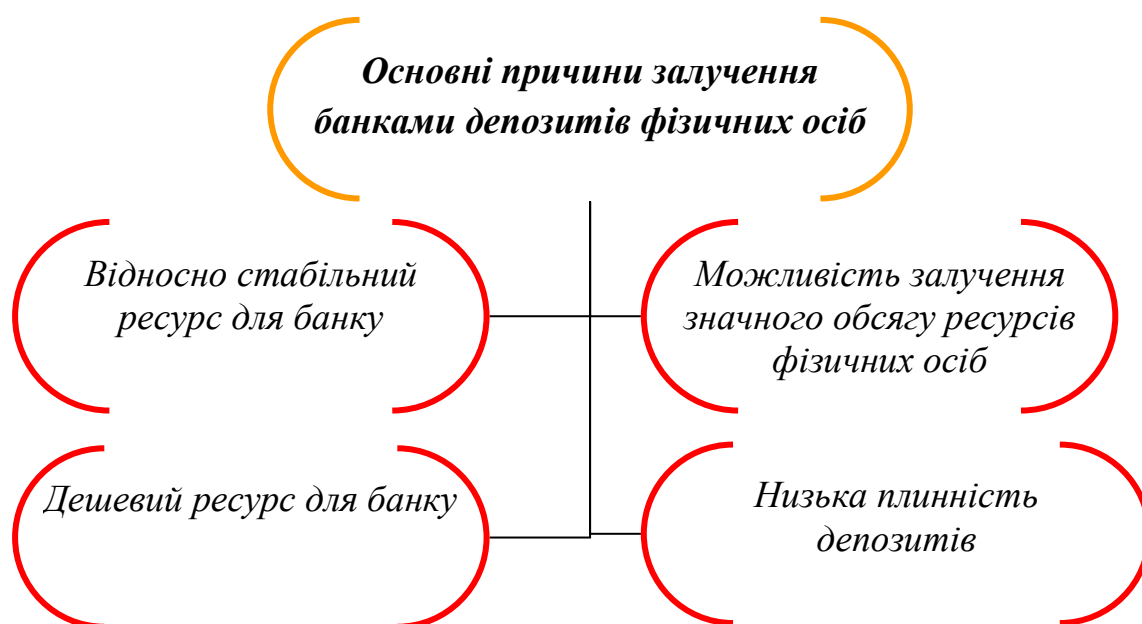 Основні причини залучення
банками депозитів фізичних осіб
Відносно стабільний
ресурс для банку
Можливість залучення
значного обсягу ресурсів
фізичних осіб
Дешевий ресурс для банку
Низька плинність
депозитів